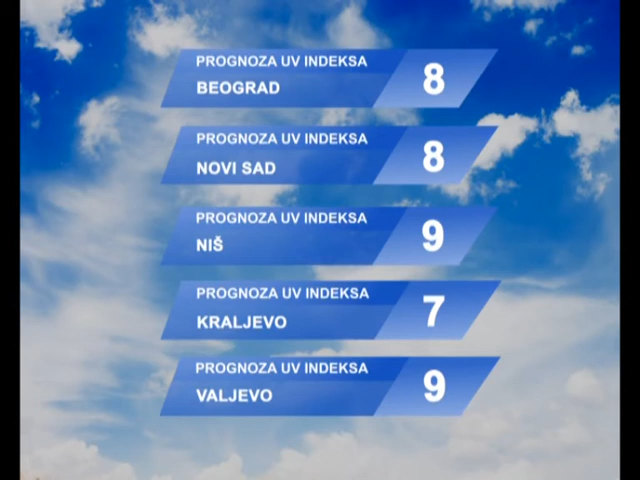 PROGNOZA UV INDEKSA
BEOGRAD
8
PROGNOZA UV INDEKSA
NOVI SAD
8
PROGNOZA UV INDEKSA
NIŠ
9
PROGNOZA UV INDEKSA
KRALJEVO
7
PROGNOZA UV INDEKSA
VALJEVO
9